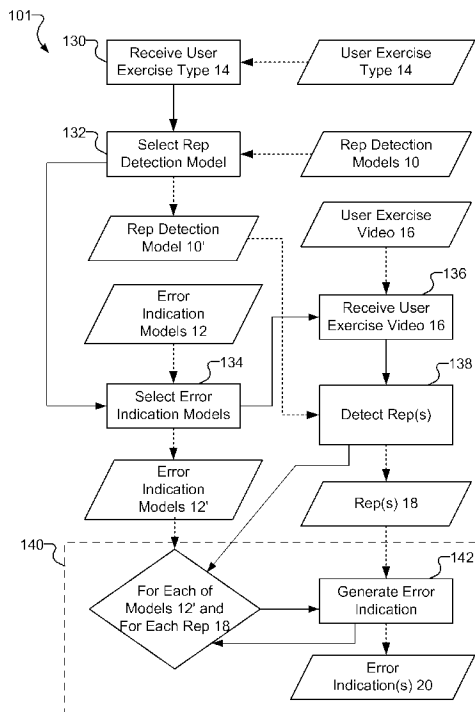 101
130
Receive User
Exercise Type 14
User Exercise
Type 14
132
Select Rep
Detection Model
Rep Detection
Models 10
Rep Detection
Model 10'
User Exercise
Video 16
136
Error
Indication
Models 12
Receive User
Exercise Video 16
134
Select Error
Indication Models
138
Detect Rep(s)
Error
Indication
Models 12'
Rep(s) 18
140
142
For Each of
Models 12' and
For Each Rep 18
Generate Error
Indication
Error
Indication(s) 20